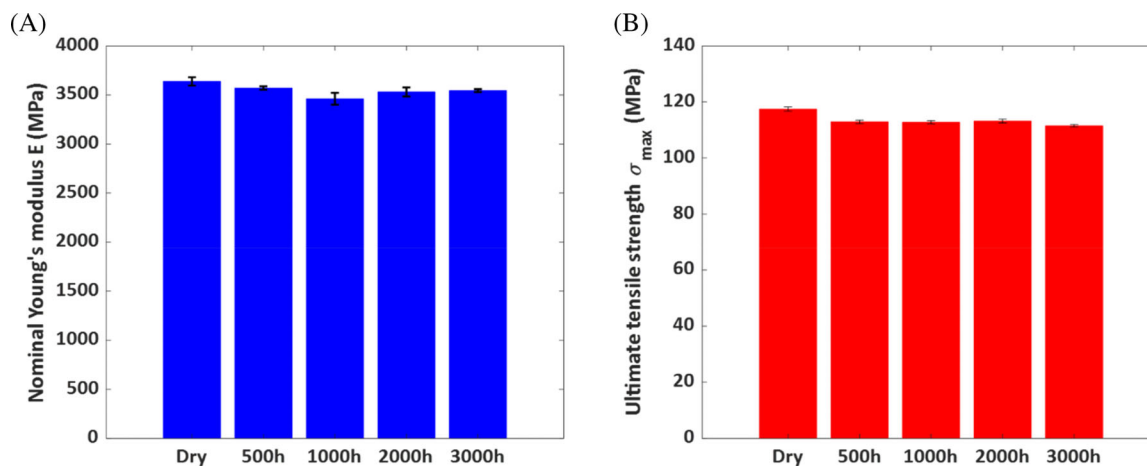 (A)
Nominal Young's modulus E (MPa)
4000
3500
3000
2500
2000
1500
1000
500
0
Dry 500h 1000h 2000h 3000h
(B)
Ultimate tensile strength σmax (MPa)
140
120
100
80
60
40
20
0
Dry 500h 1000h 2000h 3000h